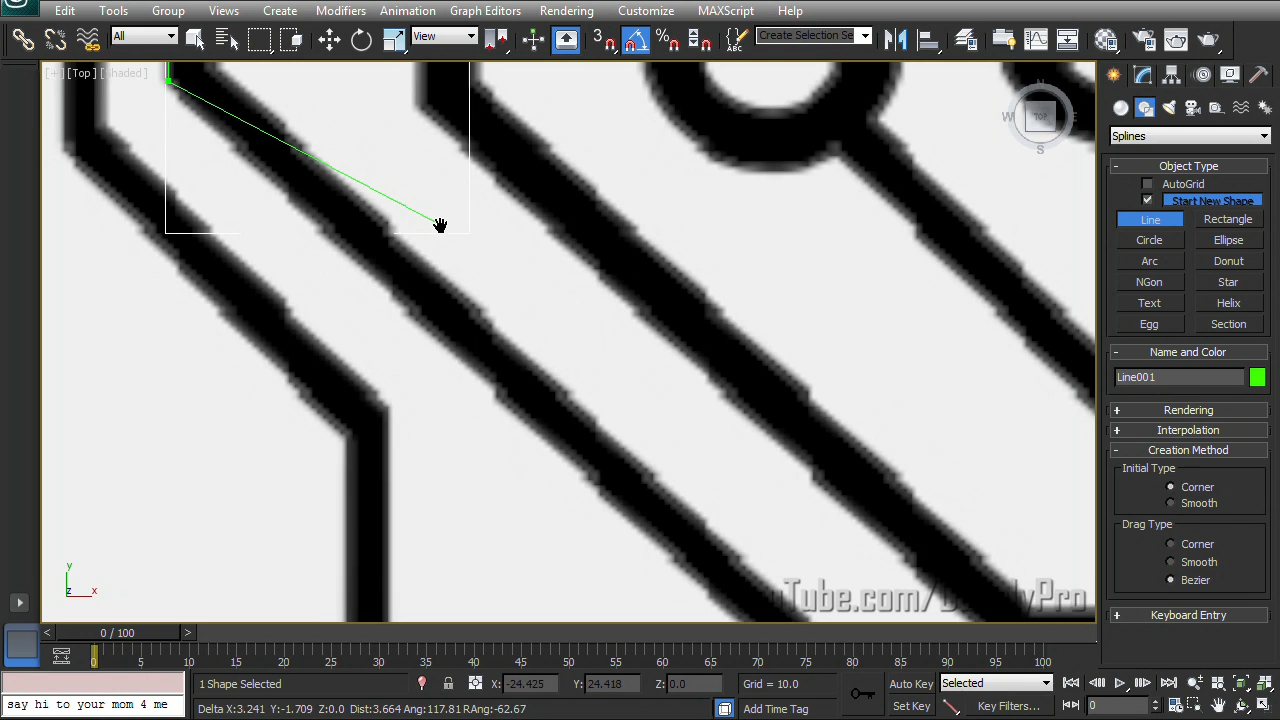 Edit Tools Group Views Create Modifiers Animation Graph Editors Rendering Customize MAXScript Help
All View 3 Create Selection Se
[+][Top][Shaded]
N
W TOP E
S
Splines
- Object Type
AutoGrid
Start New Shape
Line Rectangle
Circle Ellipse
Arc Donut
NGon Star
Text Helix
Egg Section
- Name and Color
Line001
+ Rendering
+ Interpolation
- Creation Method
Initial Type
Corner
Smooth
Drag Type
Corner
Smooth
Bezier
+ Keyboard Entry
y
z x
< 0 / 100 >
0 5 10 15 20 25 30 35 40 45 50 55 60 65 70 75 80 85 90 95 100
1 Shape Selected X: -24.425 Y: 24.418 Z: 0.0 Grid = 10.0 Auto Key Selected
say hi to your mom 4 me Delta X:3.241 Y:-1.709 Z:0.0 Dist:3.664 Ang:117.81 RAng:-62.67 Add Time Tag Set Key Key Filters... 0